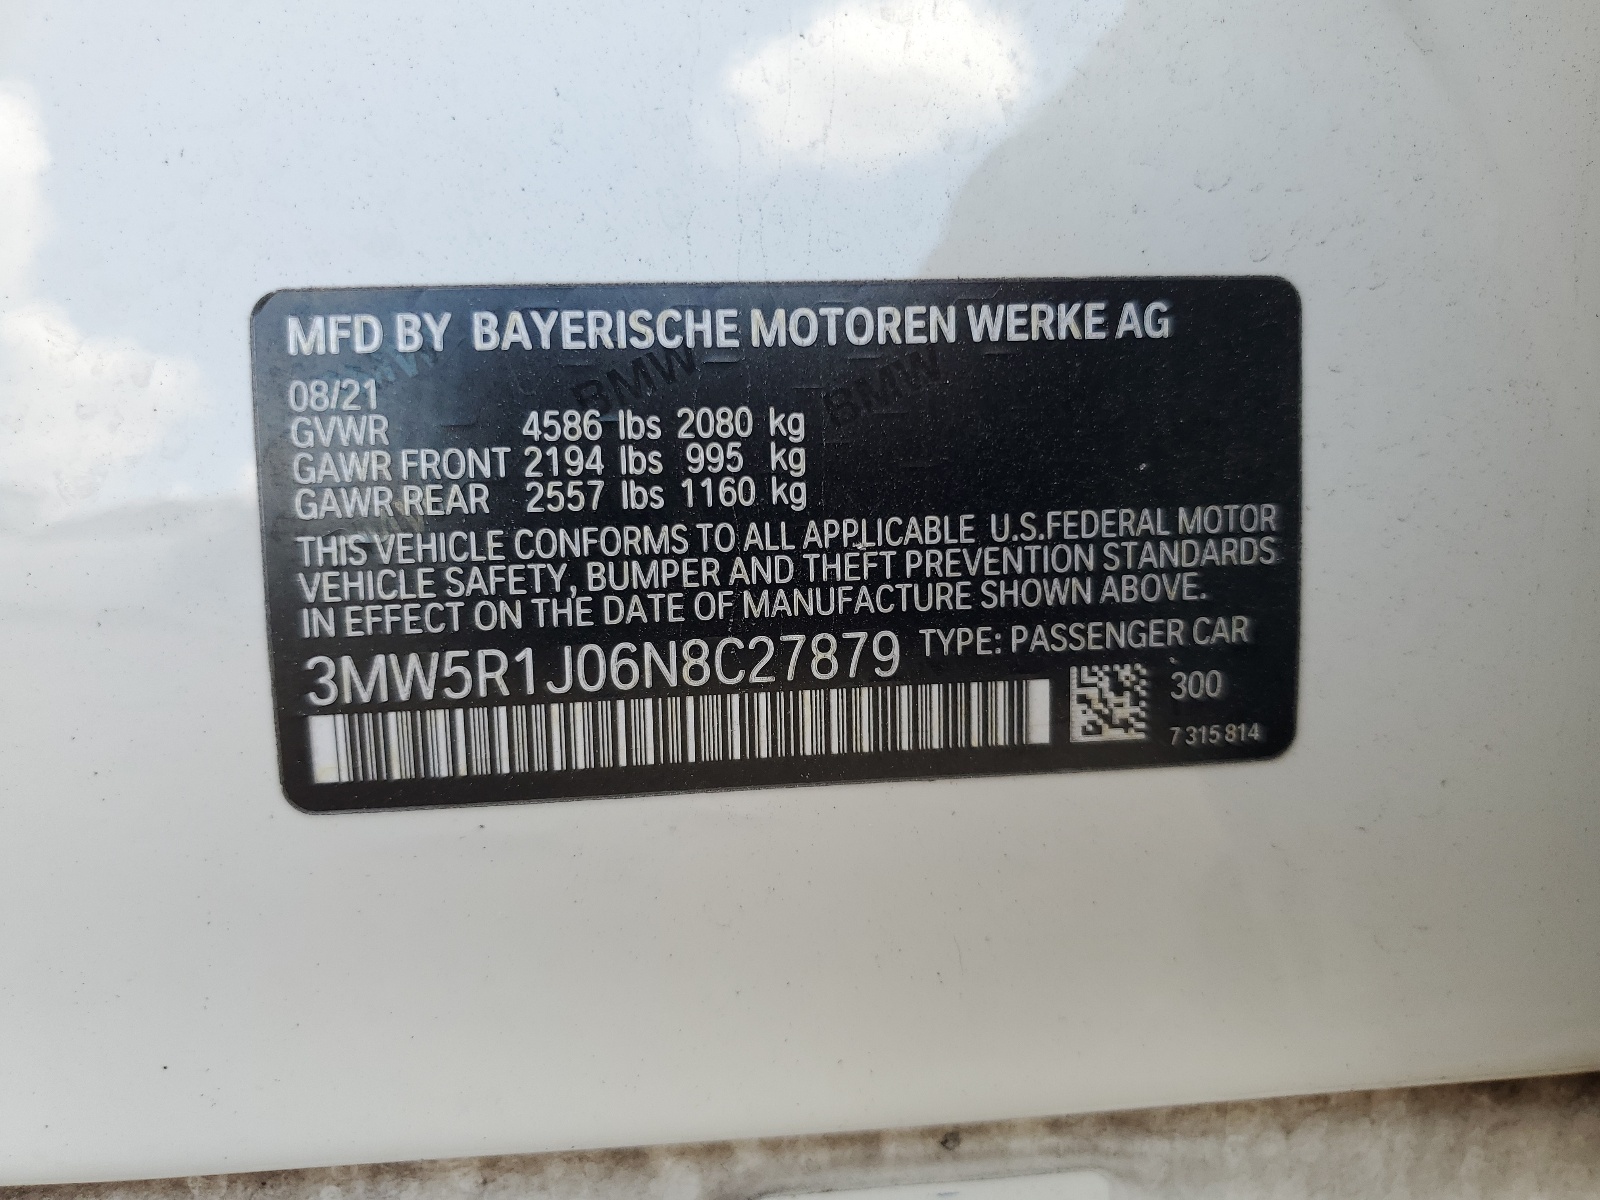 MFD BY BAYERISCHE MOTOREN WERKE AG
BMW BMW BMW
08/21
GVWR 4586 lbs 2080 kg
GAWR FRONT 2194 lbs 995 kg
GAWR REAR 2557 lbs 1160 kg
THIS VEHICLE CONFORMS TO ALL APPLICABLE U.S.FEDERAL MOTOR
VEHICLE SAFETY, BUMPER AND THEFT PREVENTION STANDARDS
IN EFFECT ON THE DATE OF MANUFACTURE SHOWN ABOVE.
3MW5R1J06N8C27879 TYPE: PASSENGER CAR
300
7 315 814